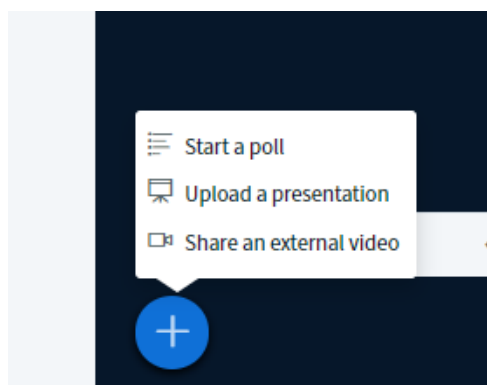 Start a poll
Upload a presentation
Share an external video